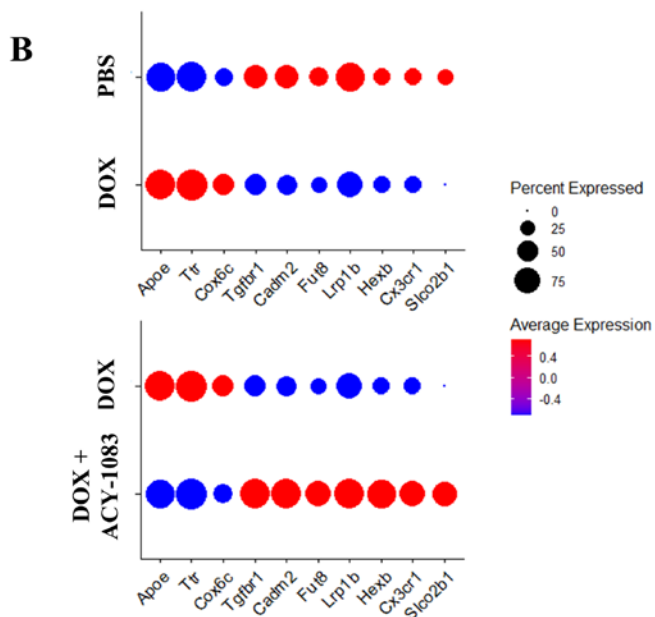 B
PBS
DOX
Apoe
Ttr
Cox6c
Tgfbr1
Cadm2
Fut8
Lrp1b
Hexb
Cx3cr1
Slco2b1
DOX
DOX +
ACY-1083
Apoe
Ttr
Cox6c
Tgfbr1
Cadm2
Fut8
Lrp1b
Hexb
Cx3cr1
Slco2b1
Percent Expressed
0
25
50
75
Average Expression
0.4
0.0
-0.4